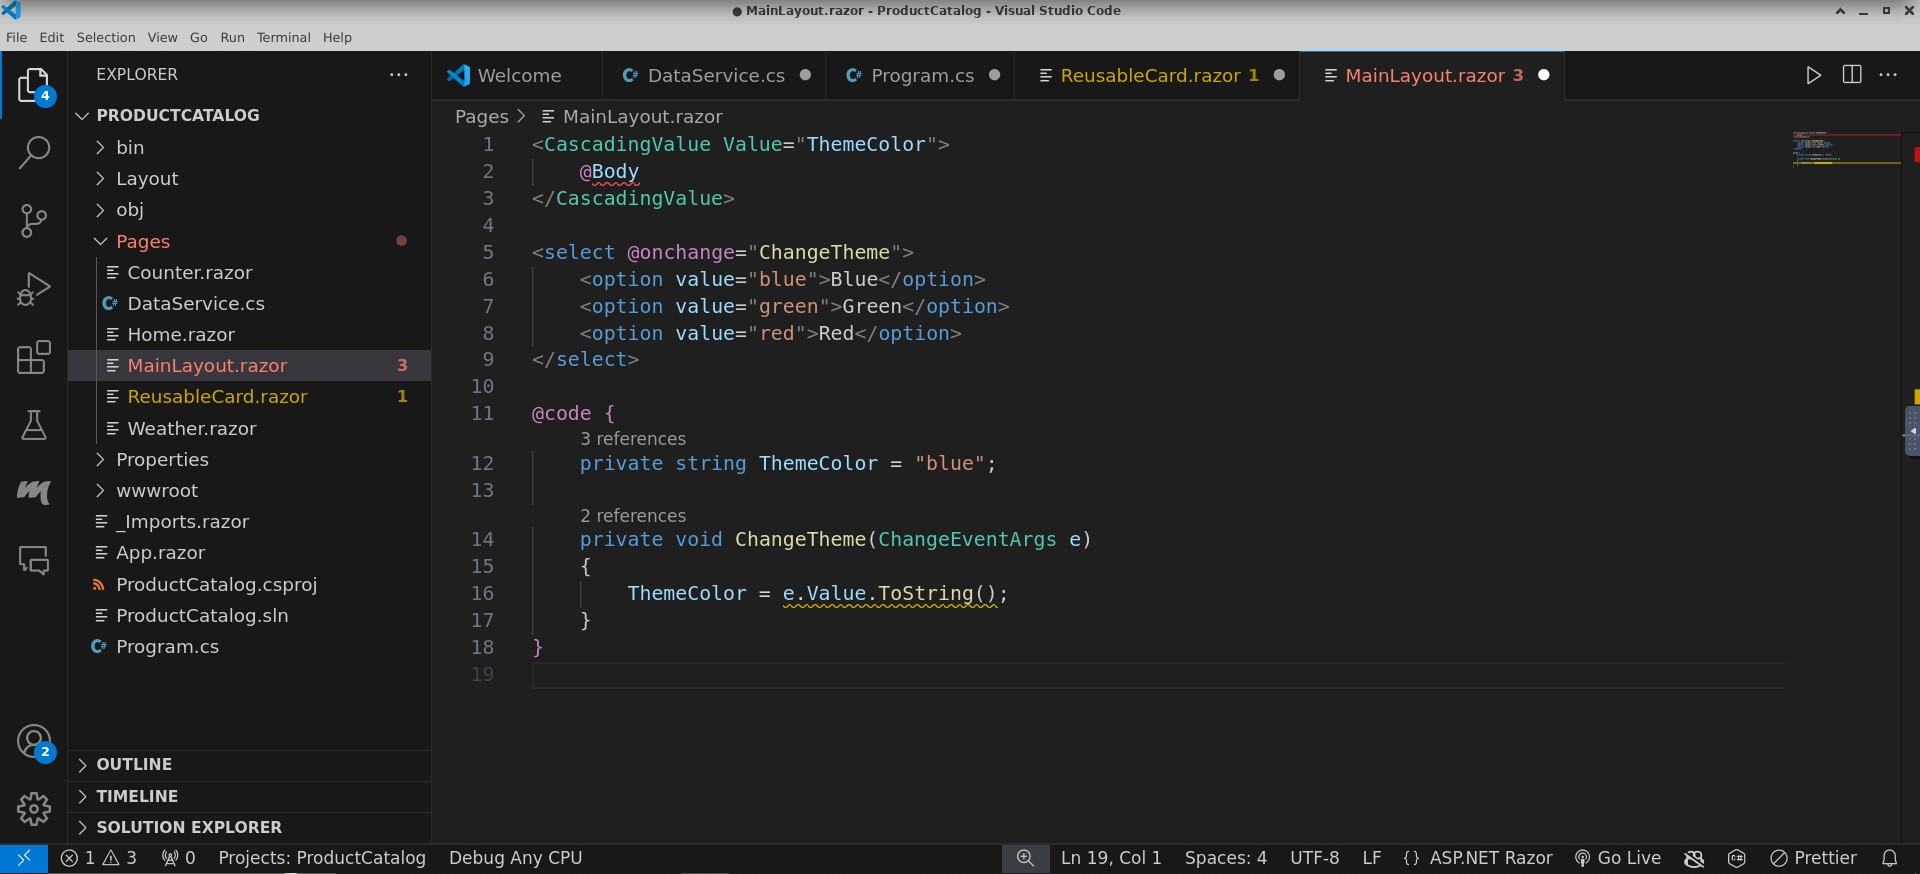 MainLayout.razor - ProductCatalog - Visual Studio Code
File Edit Selection View Go Run Terminal Help
EXPLORER
Welcome
DataService.cs
Program.cs
ReusableCard.razor 1
MainLayout.razor 3
4
PRODUCTCATALOG
bin
Layout
obj
Pages
Counter.razor
DataService.cs
Home.razor
MainLayout.razor 3
ReusableCard.razor 1
Weather.razor
Properties
wwwroot
_Imports.razor
App.razor
ProductCatalog.csproj
ProductCatalog.sln
Program.cs
2
OUTLINE
TIMELINE
SOLUTION EXPLORER
Pages > MainLayout.razor
1 <CascadingValue Value="ThemeColor">
2 @Body
3 </CascadingValue>
4
5 <select @onchange="ChangeTheme">
6 <option value="blue">Blue</option>
7 <option value="green">Green</option>
8 <option value="red">Red</option>
9 </select>
10
11 @code {
3 references
12 private string ThemeColor = "blue";
13
2 references
14 private void ChangeTheme(ChangeEventArgs e)
15 {
16 ThemeColor = e.Value.ToString();
17 }
18 }
19
1 3 0 Projects: ProductCatalog Debug Any CPU
Ln 19, Col 1 Spaces: 4 UTF-8 LF {} ASP.NET Razor Go Live Prettier